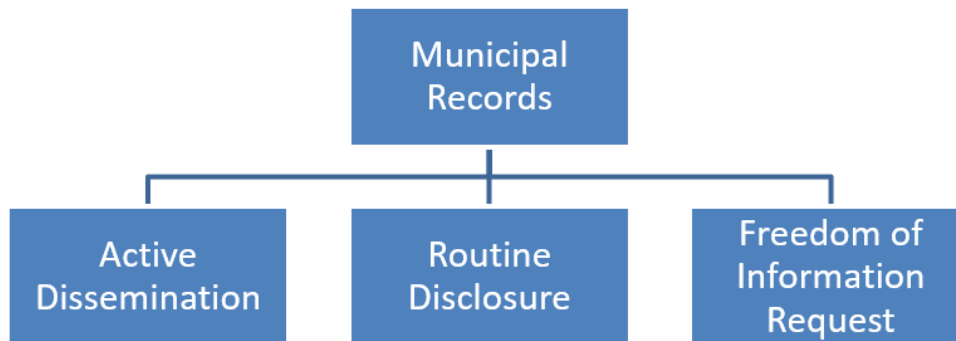 Municipal
Records
Active
Dissemination
Routine
Disclosure
Freedom of
Information
Request